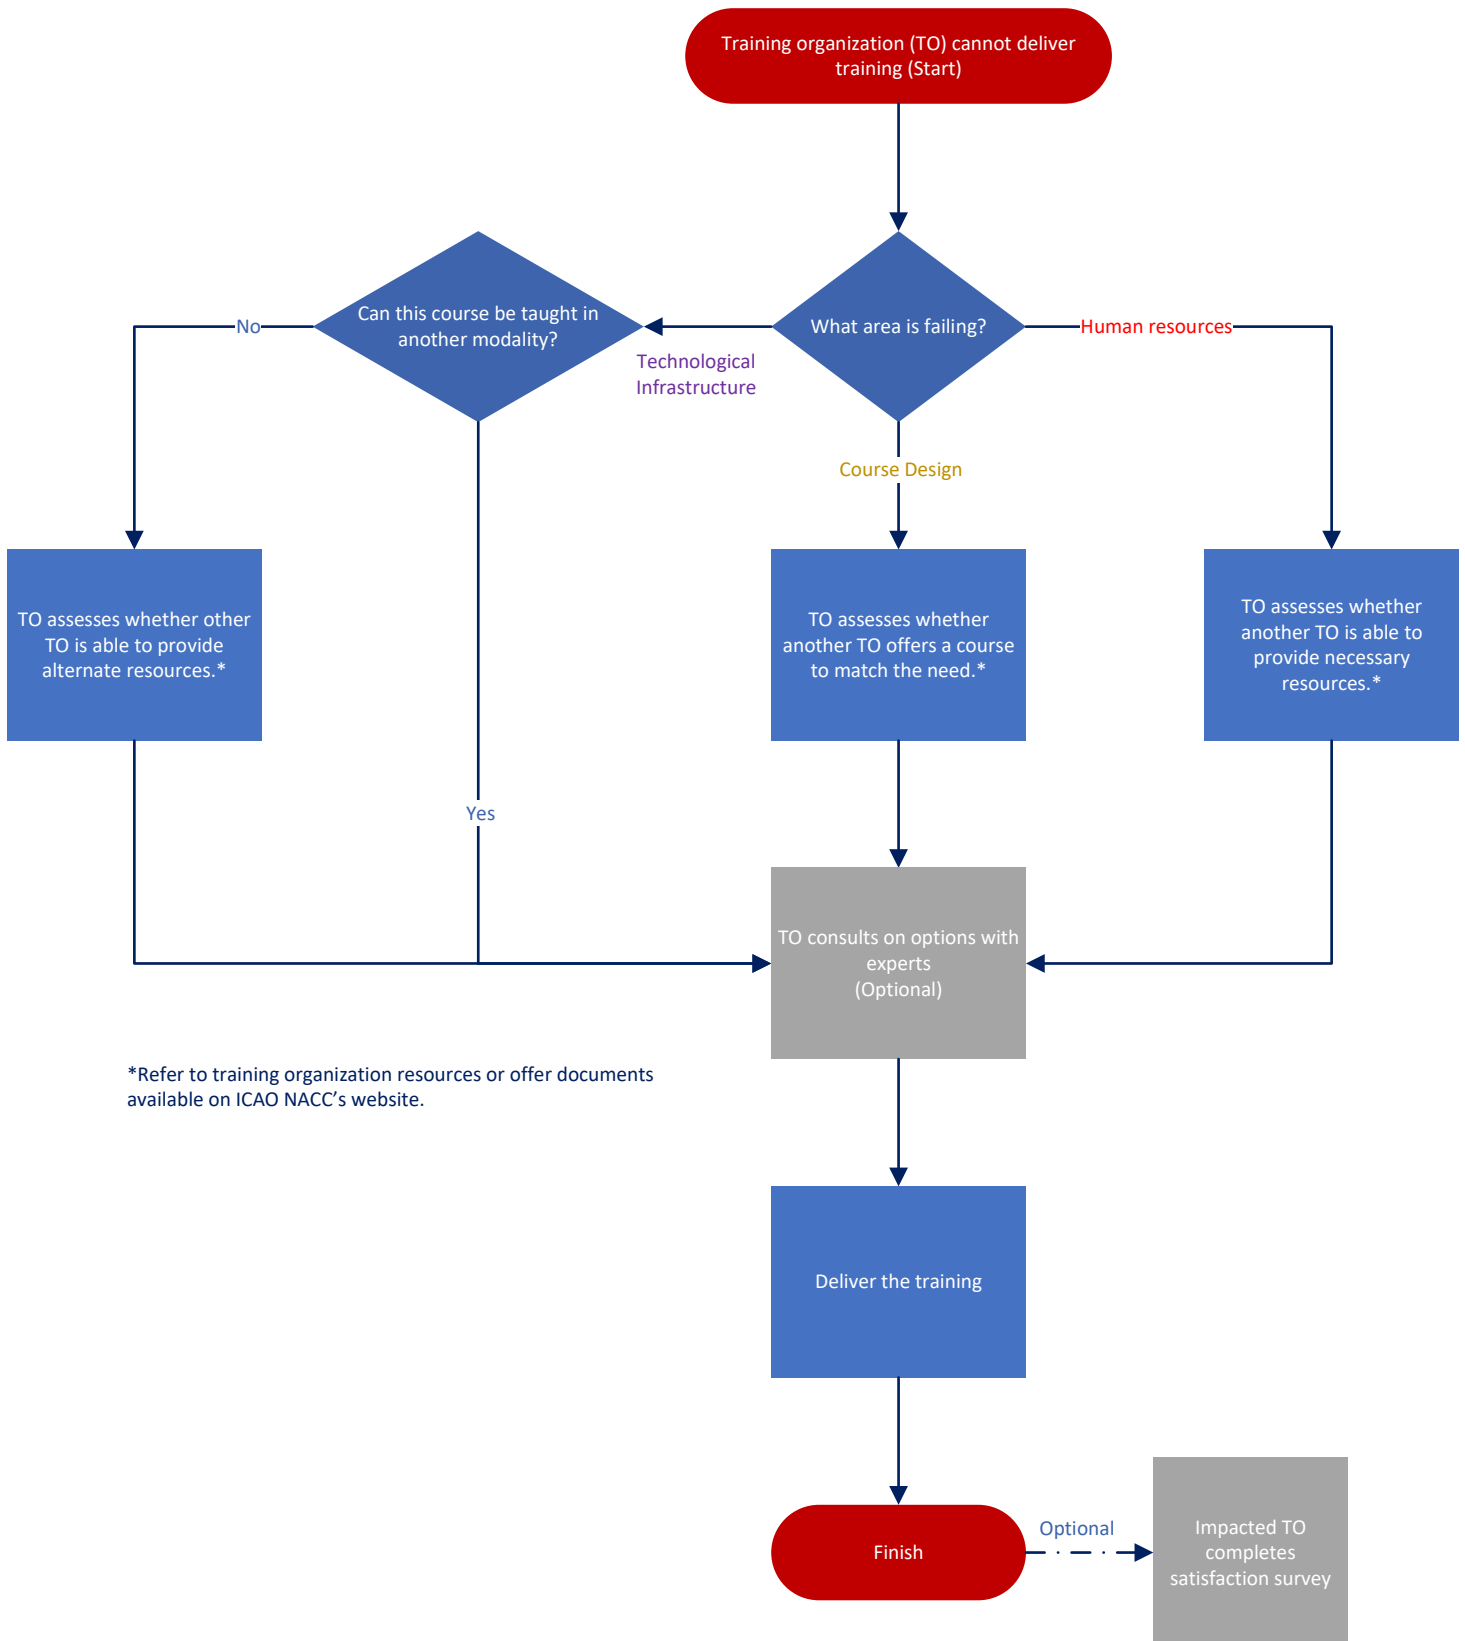 Training organization (TO) cannot deliver
training (Start)
Can this course be taught in
another modality?
What area is failing?
No
Human resources
Technological
Infrastructure
Course Design
TO assesses whether other
TO is able to provide
alternate resources.*
TO assesses whether
another TO offers a course
to match the need.*
TO assesses whether
another TO is able to
provide necessary
resources.*
Yes
TO consults on options with
experts
(Optional)
*Refer to training organization resources or offer documents
available on ICAO NACC’s website.
Deliver the training
Finish
Optional
Impacted TO
completes
satisfaction survey